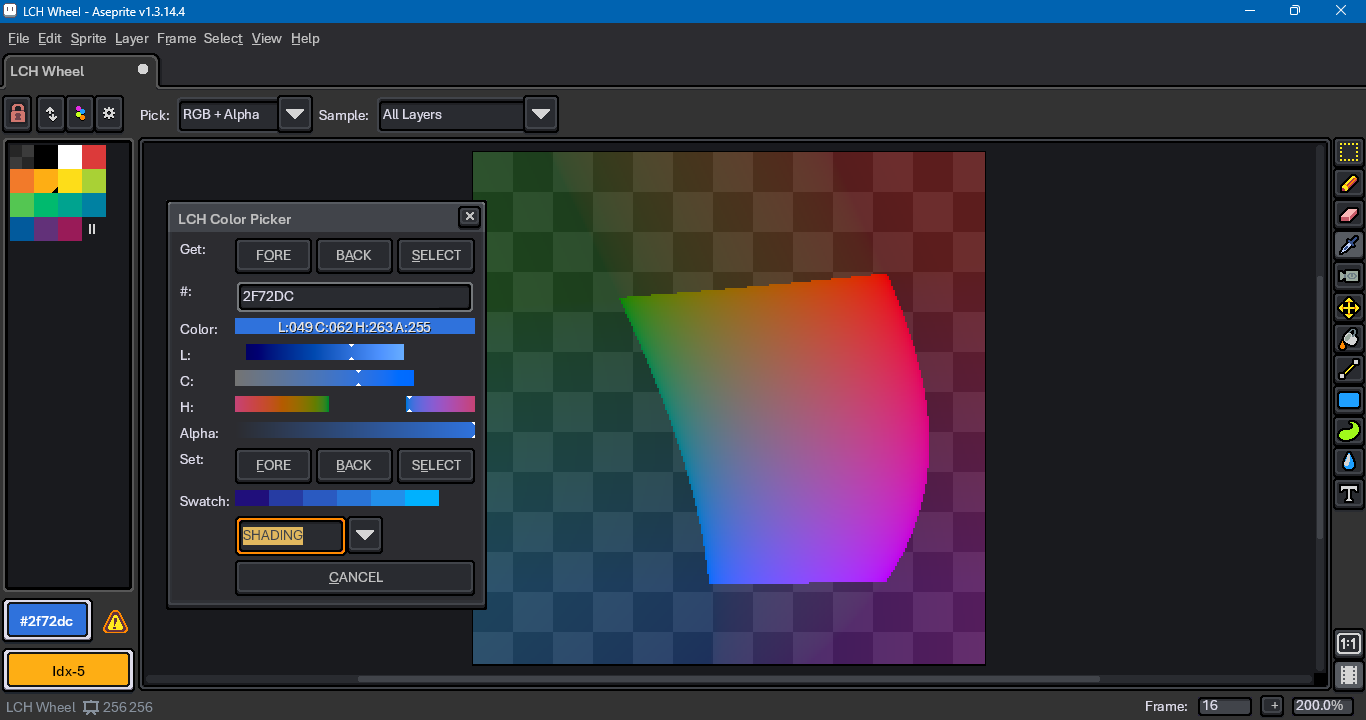 LCH Wheel - Aseprite v1.3.14.4
File Edit Sprite Layer Frame Select View Help
LCH Wheel
Pick: RGB + Alpha Sample: All Layers
LCH Color Picker
Get: FORE BACK SELECT
#: 2F72DC
Color: L:049 C:062 H:263 A:255
L:
C:
H:
Alpha:
Set: FORE BACK SELECT
Swatch:
SHADING
CANCEL
#2f72dc
Idx-5
1:1
LCH Wheel 256 256 Frame: 16 + 200.0%